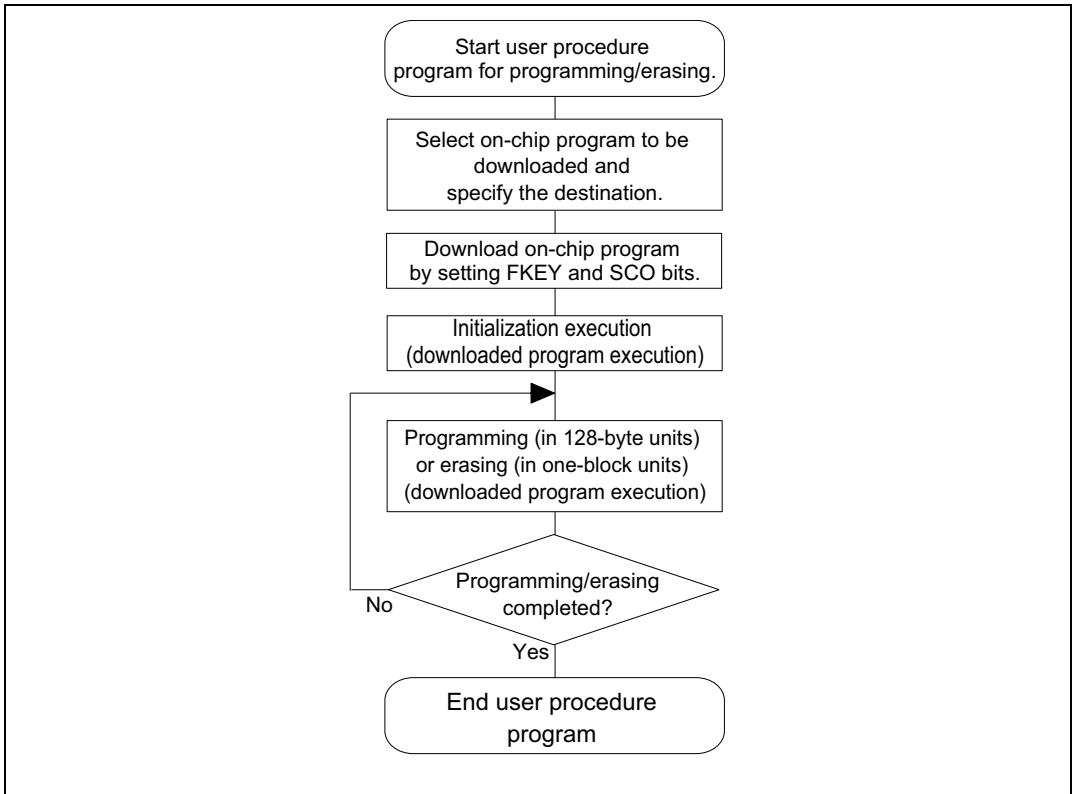 Start user procedure
program for programming/erasing.
Select on-chip program to be
downloaded and
specify the destination.
Download on-chip program
by setting FKEY and SCO bits.
Initialization execution
(downloaded program execution)
Programming (in 128-byte units)
or erasing (in one-block units)
(downloaded program execution)
Programming/erasing
completed?
No
Yes
End user procedure
program